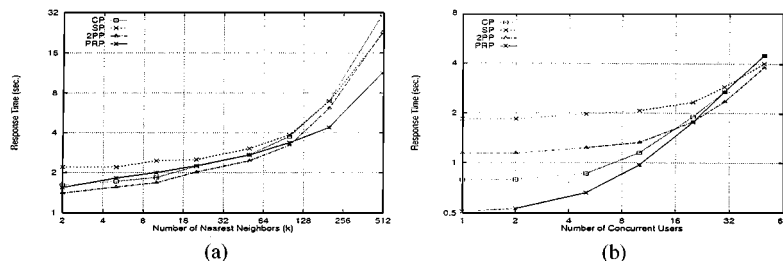 CP
SP
2PP
PRP
Response Time (sec.)
32
16
8
4
2
1
2 4 8 16 32 64 128 256 512
Number of Nearest Neighbors (k)
(a)
CP
SP
2PP
PRP
Response Time (sec.)
8
4
2
1
0.5
1 2 4 8 16 32
Number of Concurrent Users
(b)